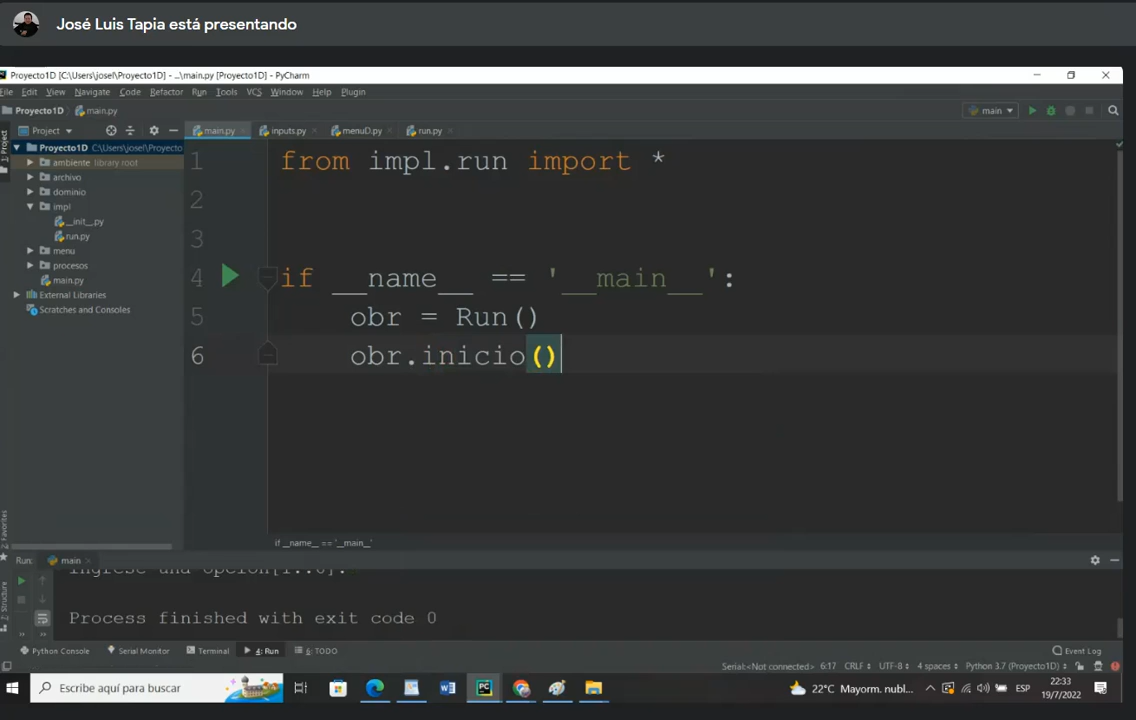 José Luis Tapia está presentando
Proyecto1D [C:\Users\josel\Proyecto1D] - ...\main.py [Proyecto1D] - PyCharm
File Edit View Navigate Code Refactor Run Tools VCS Window Help Plugin
Proyecto1D main.py
main
Project
main.py inputs.py menuD.py run.py
1: Project
Proyecto1D C:\Users\josel\Proyecto
ambiente library root
archivo
dominio
impl
__init__.py
run.py
menu
procesos
main.py
External Libraries
Scratches and Consoles
1 from impl.run import *
2
3
4 if __name__ == '__main__':
5 obr = Run()
6 obr.inicio()
if __name__ == '__main__'
2: Favorites
7: Structure
Run: main
Process finished with exit code 0
Python Console Serial Monitor Terminal 4: Run 6: TODO
Event Log
Serial:<Not connected> 6:17 CRLF UTF-8 4 spaces Python 3.7 (Proyecto1D)
Escribe aquí para buscar
22°C Mayorm. nubl...
ESP
22:33
19/7/2022